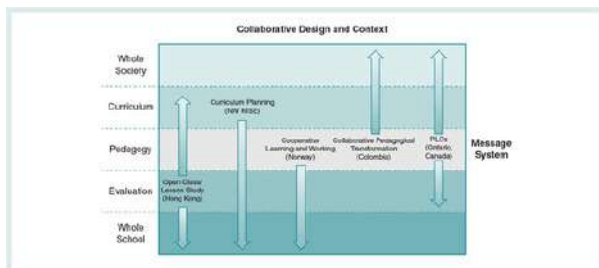 Collaborative Design and Context
Whole
Society
Curriculum
Pedagogy
Evaluation
Whole
School
Curriculum Planning
(NW RISC)
Cooperative
Learning and Working
(Norway)
Collaborative Pedagogical
Transformation
(Colombia)
PLCs
(Ontario,
Canada)
Open Class/
Lesson Study
(Hong Kong)
Message
System